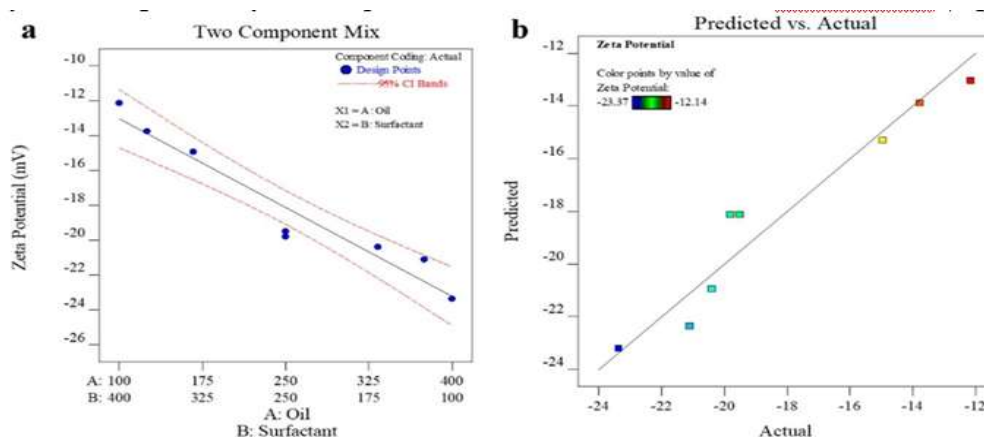 a
Two Component Mix
Component Coding: Actual
Design Points
95% CI Bands
X1 = A: Oil
X2 = B: Surfactant
Zeta Potential (mV)
-10
-12
-14
-16
-18
-20
-22
-24
-26
A: 100 175 250 325 400
B: 400 325 250 175 100
A: Oil
B: Surfactant
b
Predicted vs. Actual
Zeta Potential
Color points by value of
Zeta Potential:
-23.37 -12.14
Predicted
-12
-14
-16
-18
-20
-22
-24
-24 -22 -20 -18 -16 -14 -12
Actual